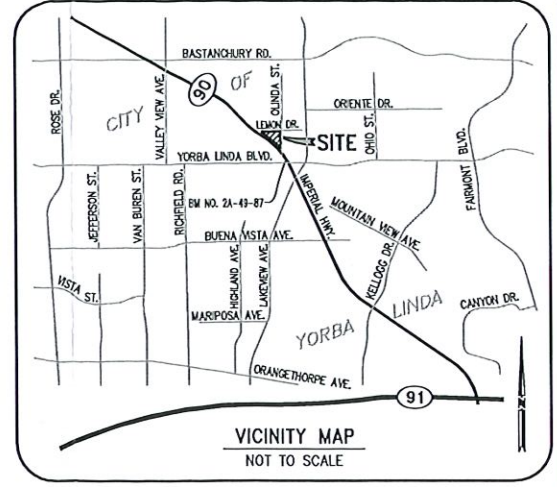 BASTANCHURY RD.
ROSE DR.
VALLEY VIEW AVE.
90
OF
OLINDA ST.
CITY
ORIENTE DR.
LEMON DR.
OHIO ST.
SITE
FAIRMONT BLVD.
YORBA LINDA BLVD.
JEFFERSON ST.
VAN BUREN ST.
RICHFIELD RD.
BM NO. 2A-49-87
IMPERIAL HWY.
MOUNTAIN VIEW AVE
BUENA VISTA AVE.
HIGHLAND AVE.
LAKEVIEW AVE.
KELLOGG DR.
VISTA ST.
MARIPOSA AVE.
YORBA LINDA
CANYON DR.
ORANGETHORPE AVE.
91
VICINITY MAP
NOT TO SCALE